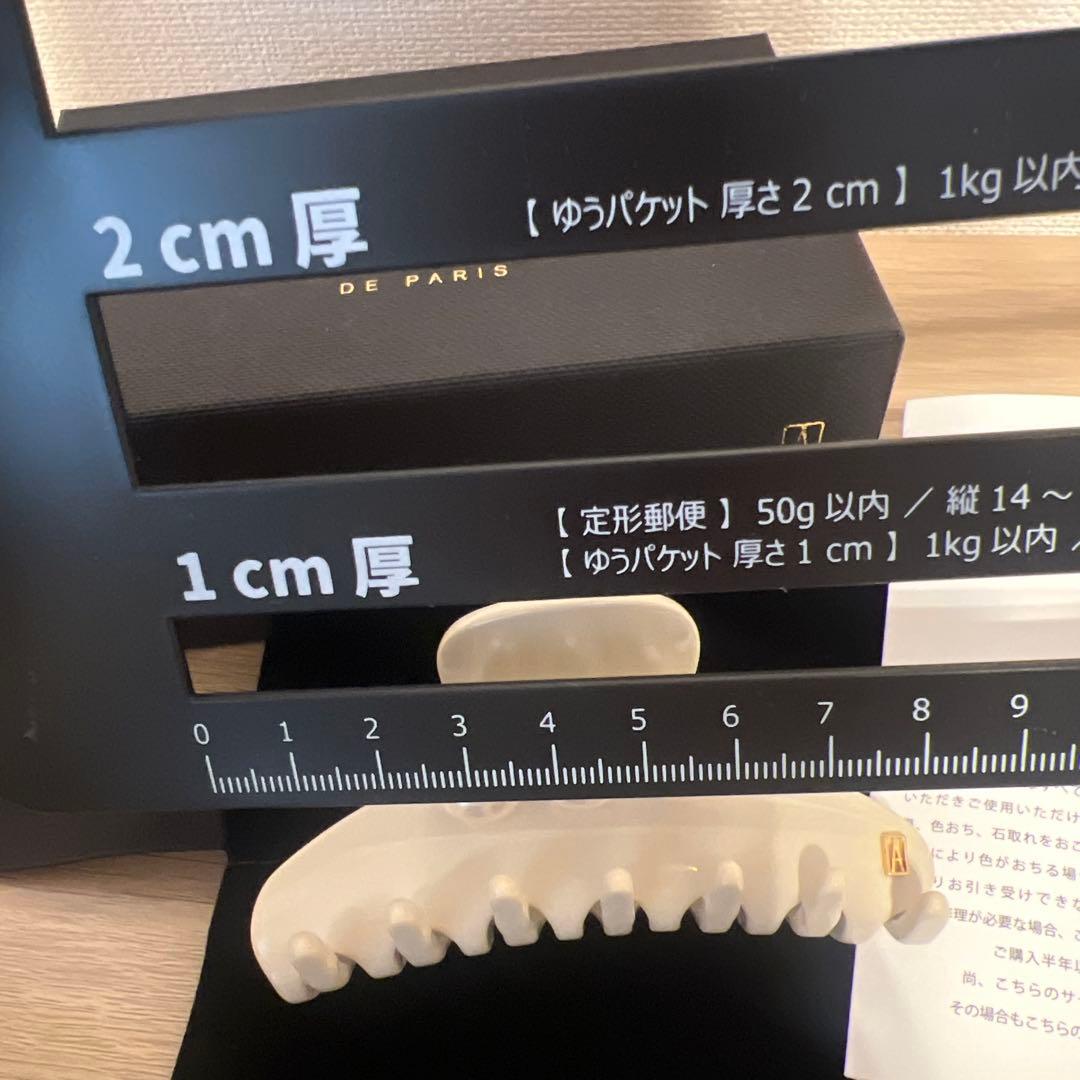 2 cm 厚
【 ゆうパケット 厚さ 2 cm 】 1kg 以内
DE PARIS
A
【 定形郵便 】 50g 以内 ／ 縦 14 ～
1 cm 厚
【 ゆうパケット 厚さ 1 cm 】 1kg 以内 ／
0 1 2 3 4 5 6 7 8 9
いただきご使用いただけ
、色おち、石取れをおこ
により色がおちる場
りお引き受けできな
理が必要な場合、こ
ご購入半年以
尚、こちらのサー
その場合もこちらの
A